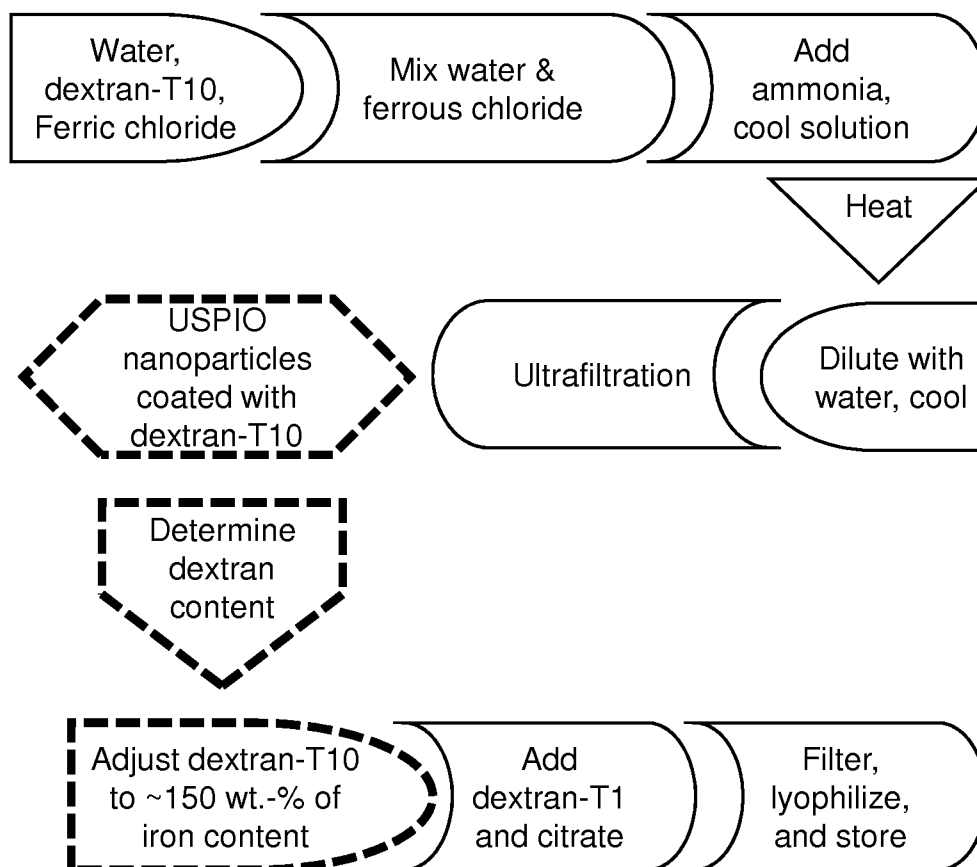 Water,
dextran-T10,
Ferric chloride
Mix water &
ferrous chloride
Add
ammonia,
cool solution
Heat
Dilute with
water, cool
Ultrafiltration
USPIO
nanoparticles
coated with
dextran-T10
Determine
dextran
content
Adjust dextran-T10
to ~150 wt.-% of
iron content
Add
dextran-T1
and citrate
Filter,
lyophilize,
and store